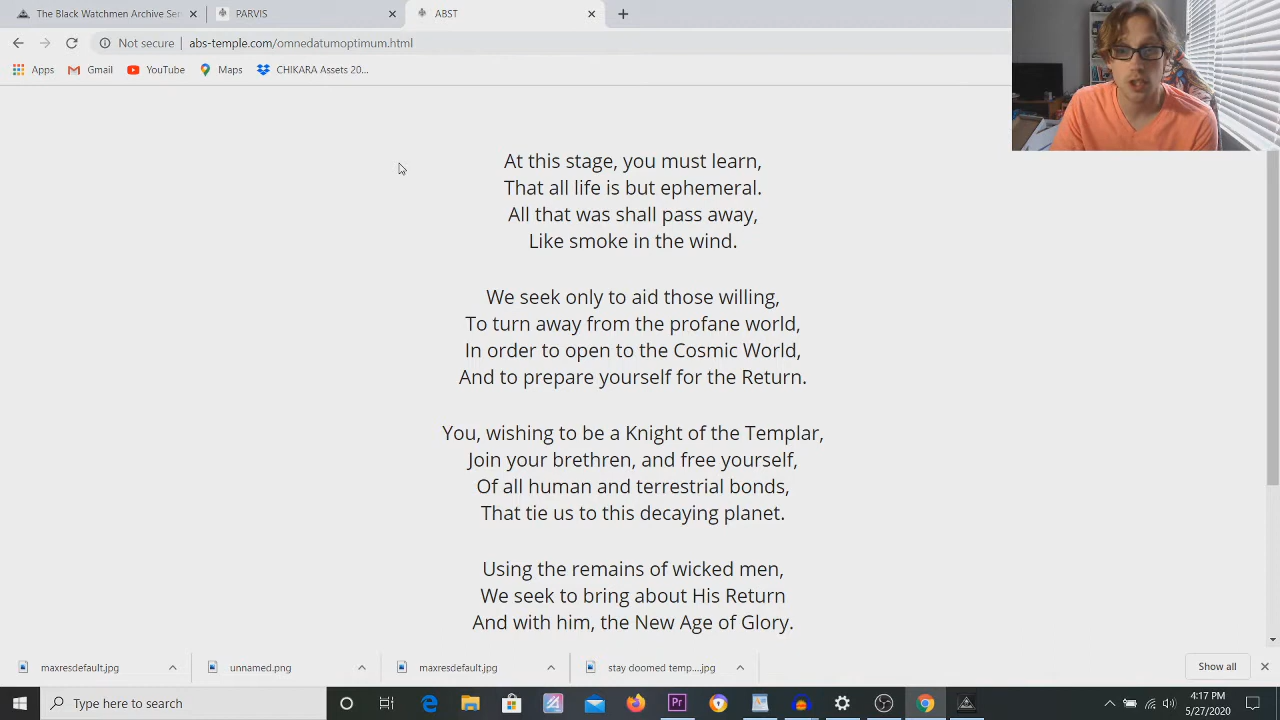 The Black Watchmen Archive Ser
PARVIS
ABST
Not secure
abs-temple.com/omnedatumoptimum.html
Apps
Gmail
YouTube
Maps
CHIKARA Assets 20...
At this stage, you must learn,
That all life is but ephemeral.
All that was shall pass away,
Like smoke in the wind.
We seek only to aid those willing,
To turn away from the profane world,
In order to open to the Cosmic World,
And to prepare yourself for the Return.
You, wishing to be a Knight of the Templar,
Join your brethren, and free yourself,
Of all human and terrestrial bonds,
That tie us to this decaying planet.
Using the remains of wicked men,
We seek to bring about His Return
And with him, the New Age of Glory.
maxresdefault.jpg
unnamed.png
maxresdefault.jpg
stay doomed temp....jpg
Show all
Type here to search
Pr
4:17 PM
5/27/2020